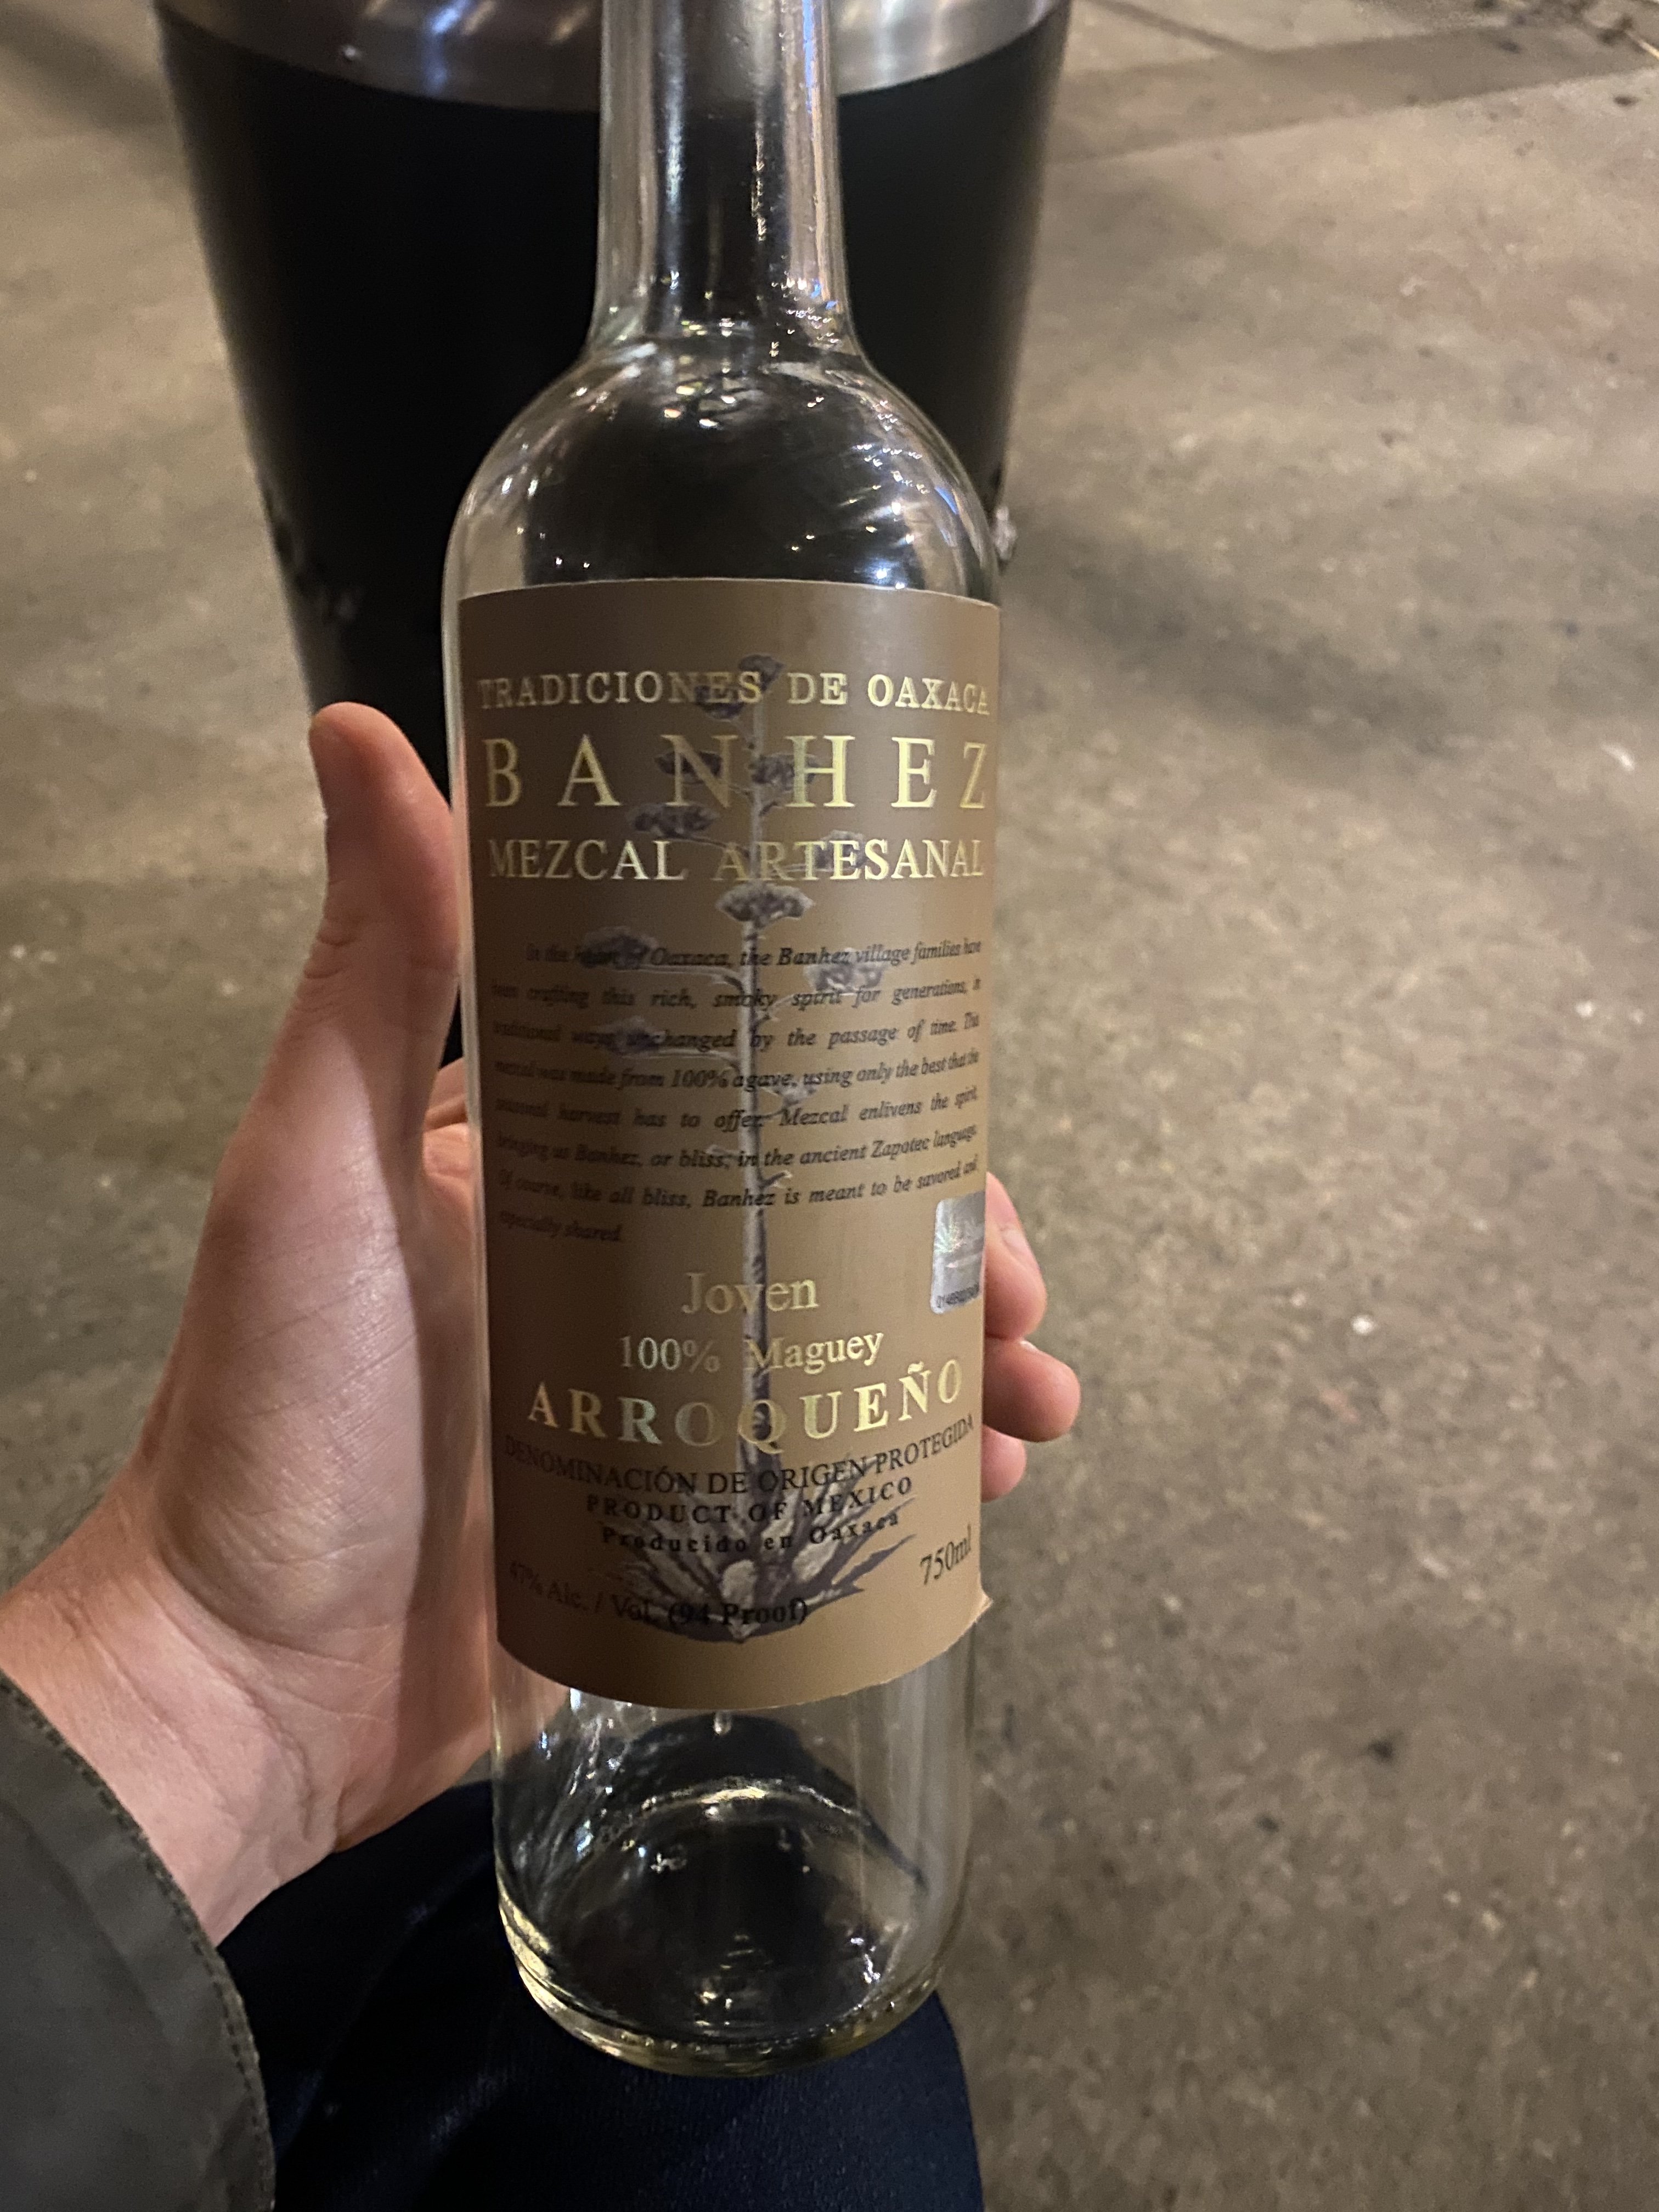 TRADICIONES DE OAXACA
BANHEZ
MEZCAL ARTESANAL
In the heart of Oaxaca, the Banhez village families have
been crafting this rich, smoky spirit for generations, in
traditional ways unchanged by the passage of time. This
mezcal was made from 100% agave, using only the best that the
seasonal harvest has to offer. Mezcal enlivens the spirit,
bringing us Banhez, or bliss, in the ancient Zapotec language.
Of course, like all bliss, Banhez is meant to be savored and
especially shared.
Joven
100% Maguey
ARROQUEÑO
DENOMINACIÓN DE ORIGEN PROTEGIDA
PRODUCT OF MEXICO
Producido en Oaxaca
47% Alc. / Vol. (94 Proof)
750ml